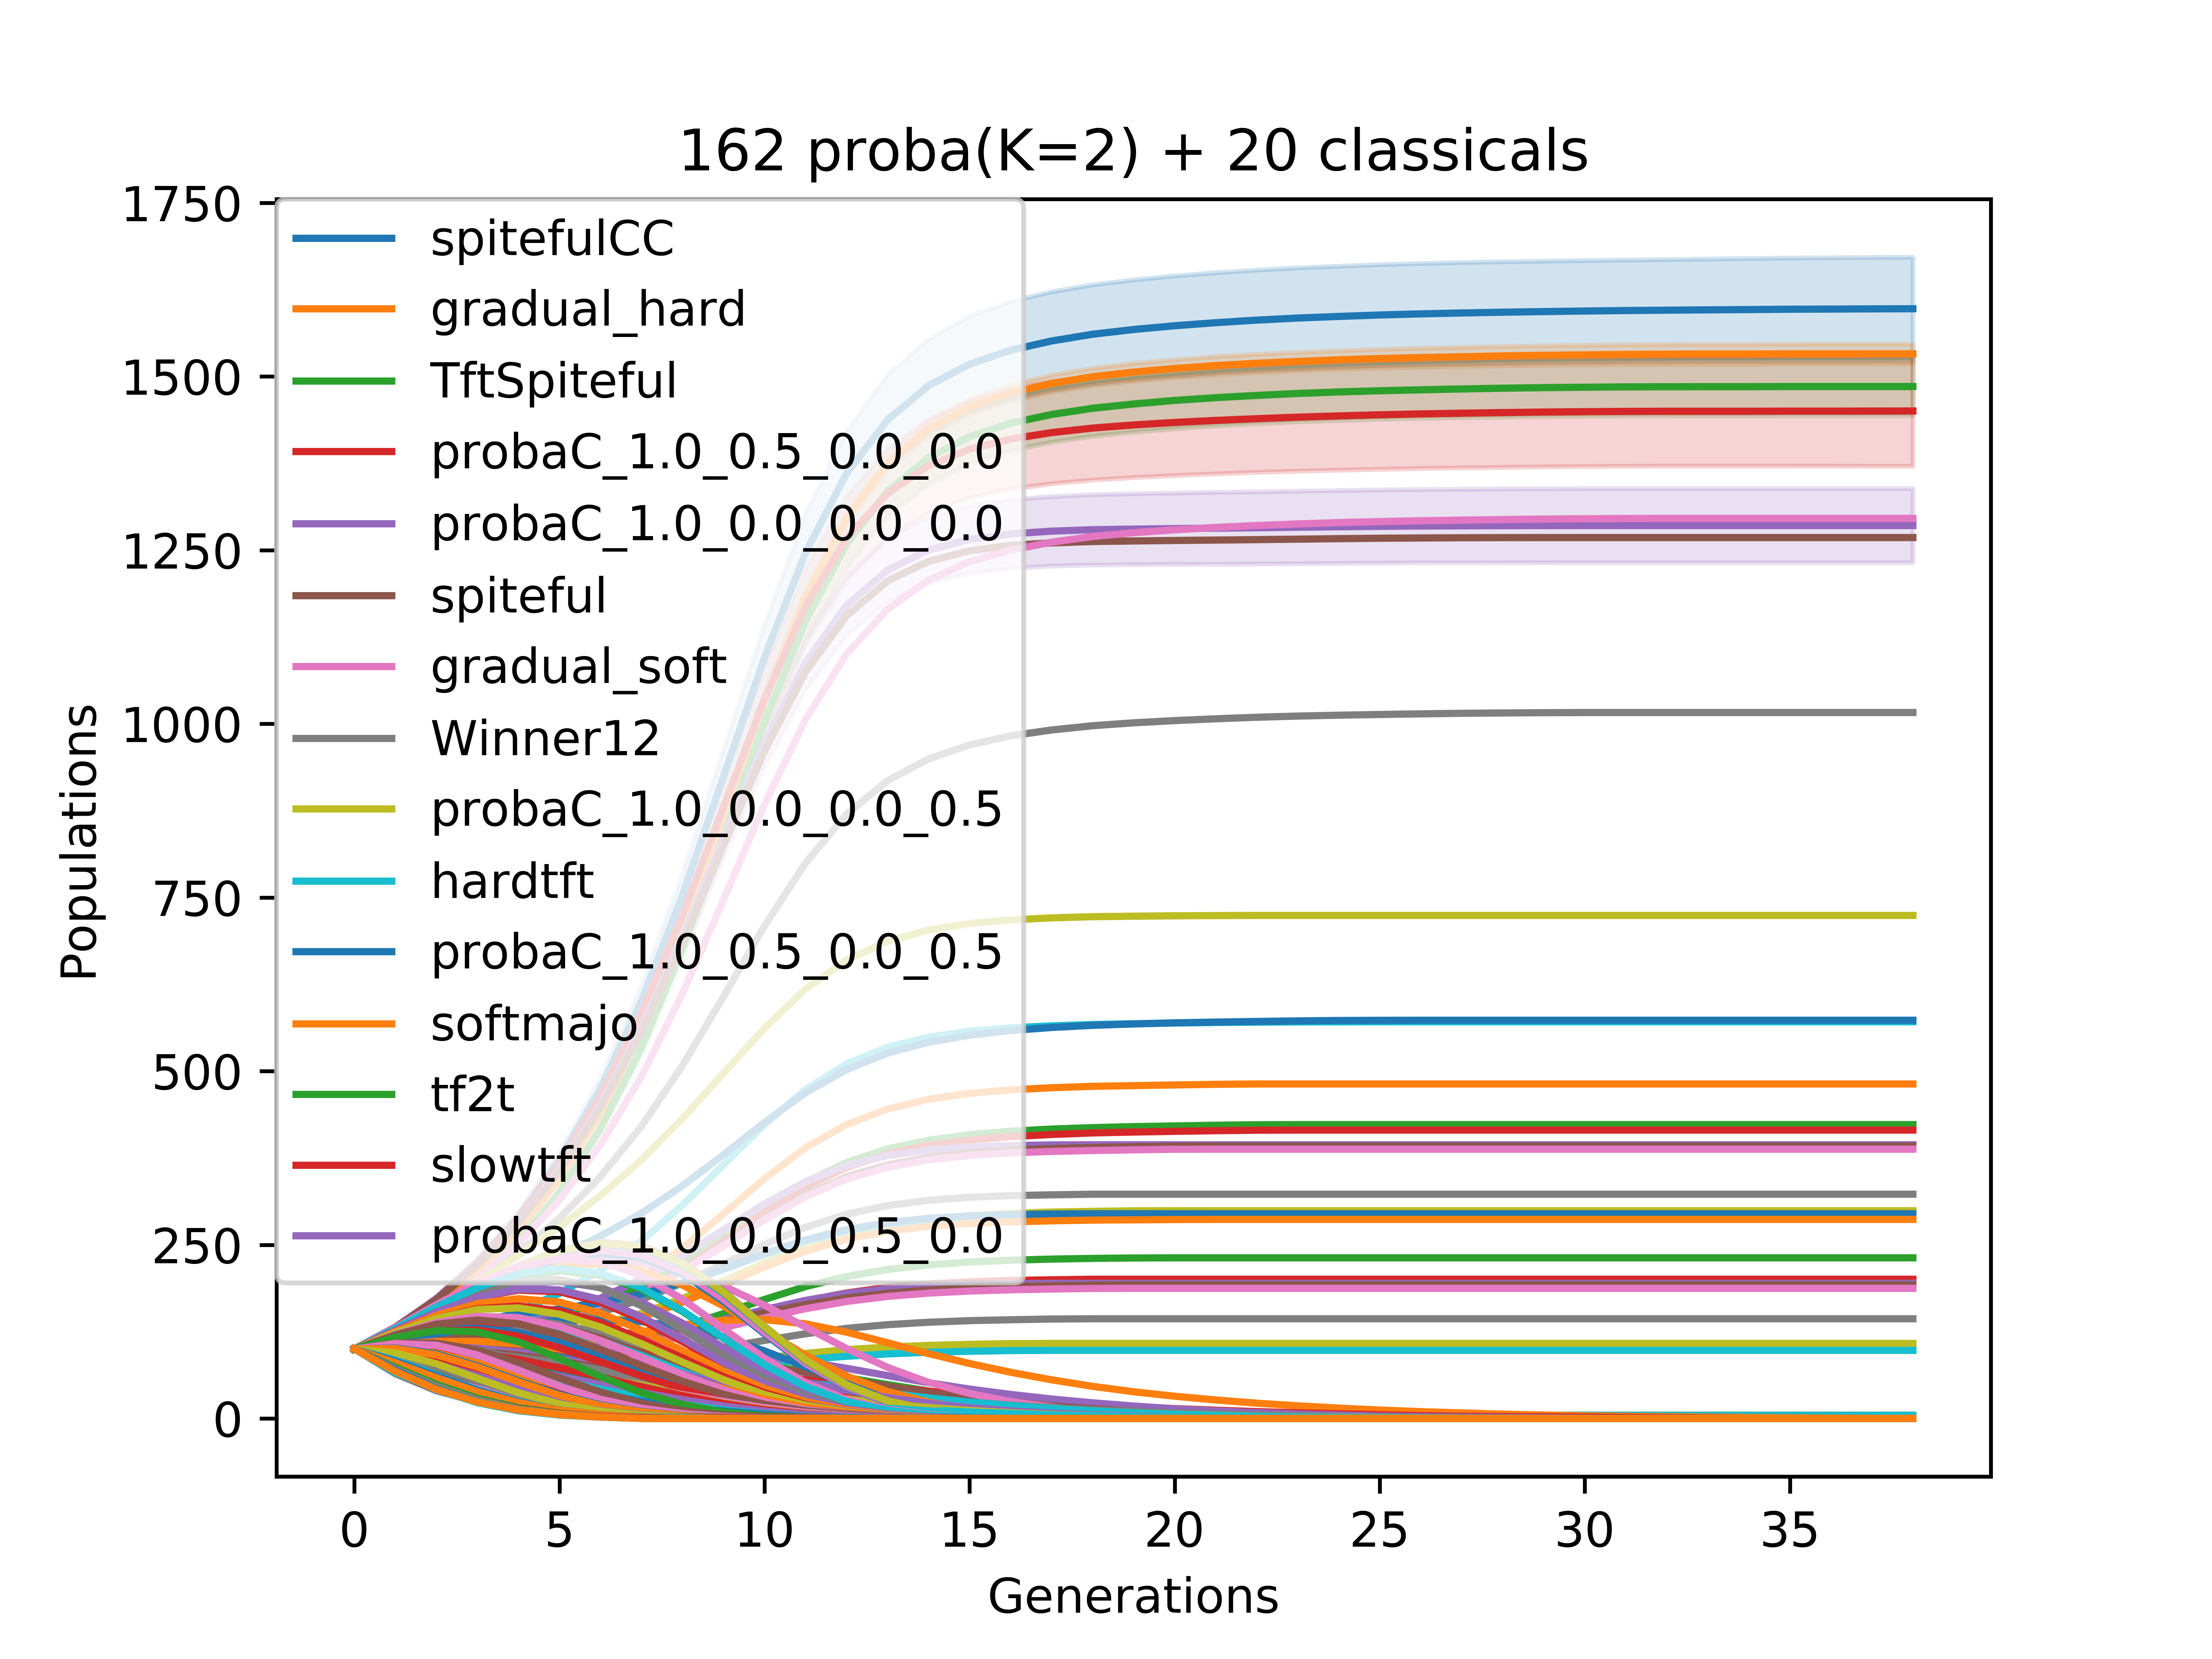 162 proba(K=2) + 20 classicals
1750
1500
1250
1000
750
500
250
0
Populations
spitefulCC
gradual_hard
TftSpiteful
probaC_1.0_0.5_0.0_0.0
probaC_1.0_0.0_0.0_0.0
spiteful
gradual_soft
Winner12
probaC_1.0_0.0_0.0_0.5
hardtft
probaC_1.0_0.5_0.0_0.5
softmajo
tf2t
slowtft
probaC_1.0_0.0_0.5_0.0
0 5 10 15 20 25 30 35
Generations